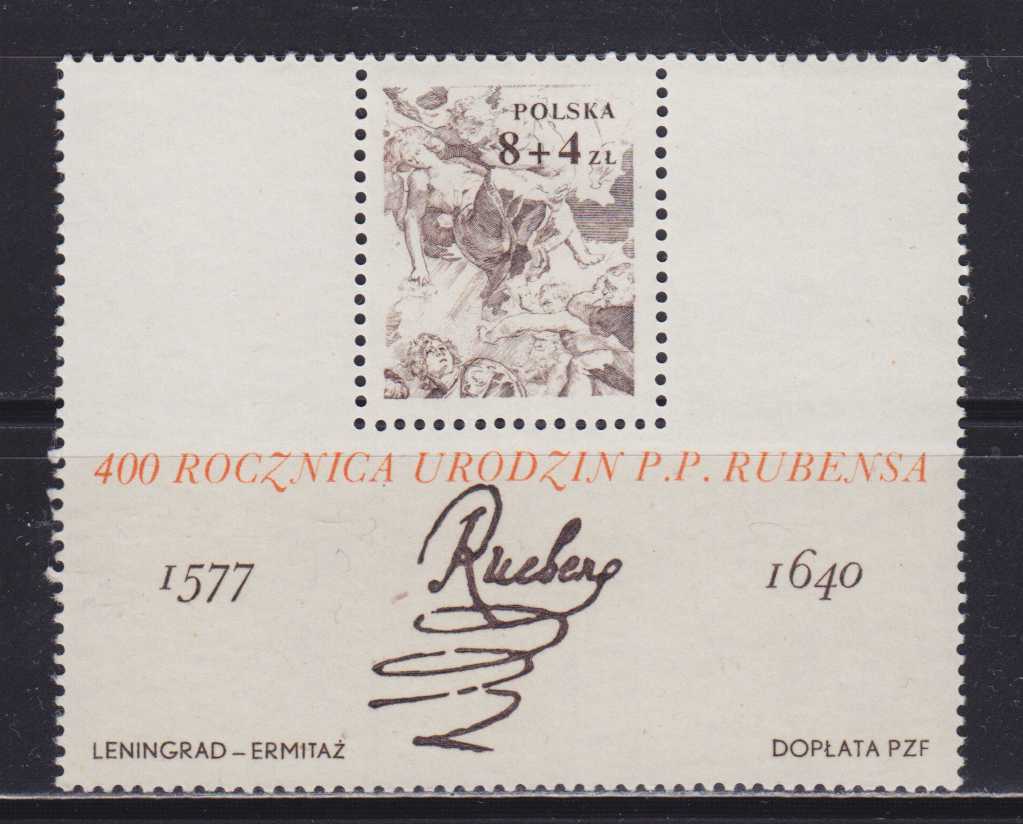 POLSKA
8+4 ZŁ
400 ROCZNICA URODZIN P.P. RUBENSA
1577
1640
LENINGRAD – ERMITAŻ
DOPŁATA PZF